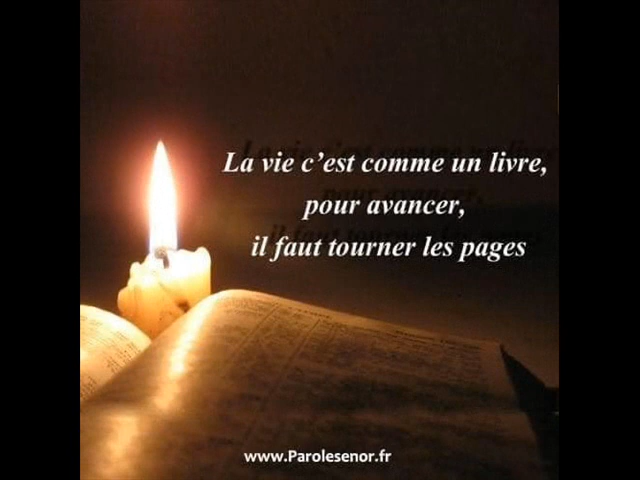 La vie c'est comme un livre,
pour avancer,
il faut tourner les pages
www.Parolesenor.fr